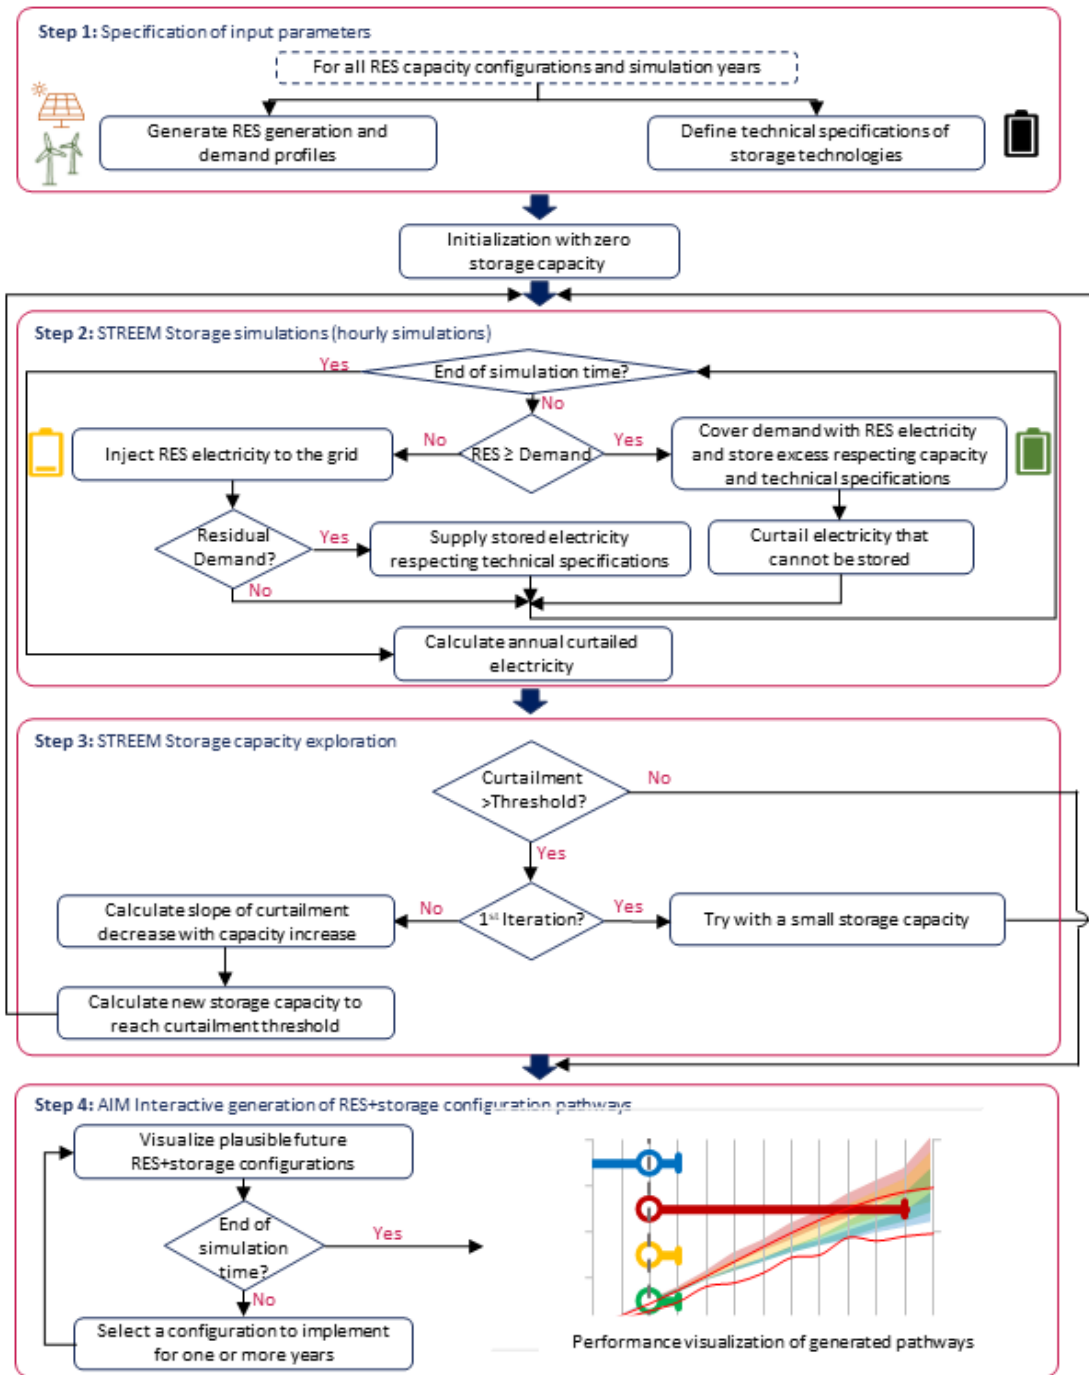 Step 1: Specification of input parameters
For all RES capacity configurations and simulation years
Generate RES generation and
demand profiles
Define technical specifications of
storage technologies
Initialization with zero
storage capacity
Step 2: STREEM Storage simulations (hourly simulations)
Yes
End of simulation time?
No
Inject RES electricity to the grid
No
RES ≥ Demand
Yes
Cover demand with RES electricity
and store excess respecting capacity
and technical specifications
Residual
Demand?
Yes
Supply stored electricity
respecting technical specifications
Curtail electricity that
cannot be stored
No
Calculate annual curtailed
electricity
Step 3: STREEM Storage capacity exploration
Curtailment
>Threshold?
No
Yes
Calculate slope of curtailment
decrease with capacity increase
No
1st Iteration?
Yes
Try with a small storage capacity
Calculate new storage capacity to
reach curtailment threshold
Step 4: AIM Interactive generation of RES+storage configuration pathways
Visualize plausible future
RES+storage configurations
End of
simulation
time?
Yes
No
Select a configuration to implement
for one or more years
Performance visualization of generated pathways